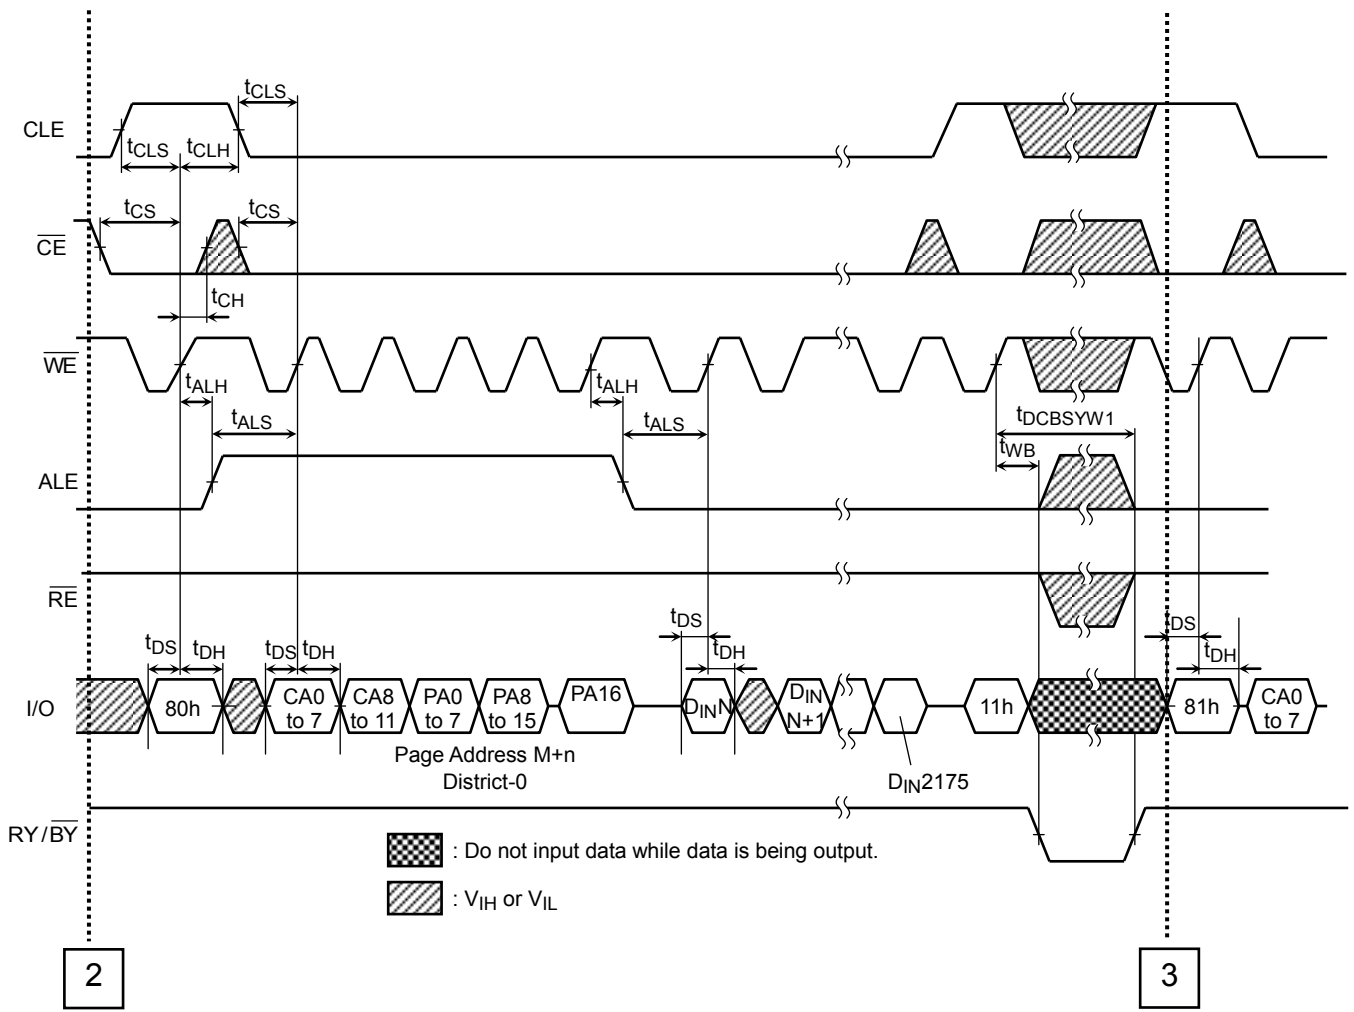 CLE
tCLS
tCLS
tCLH
CE
tCS
tCS
tCH
WE
tALH
tALS
tALH
tALS
tDCBSYW1
tWB
ALE
RE
tDS
tDH
tDS
tDH
tDS
tDH
tDS
tDH
I/O
80h
CA0
to 7
CA8
to 11
PA0
to 7
PA8
to 15
PA16
DINN
DIN
N+1
11h
81h
CA0
to 7
Page Address M+n
District-0
DIN2175
RY/BY
: Do not input data while data is being output.
: VIH or VIL
2
3